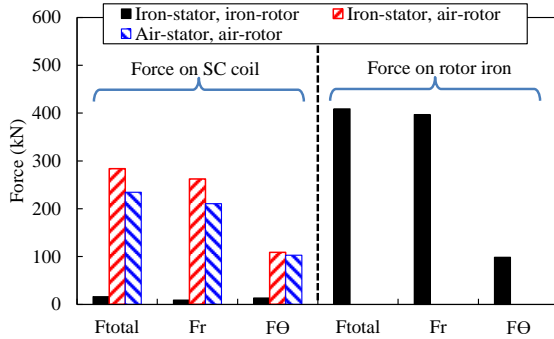 Iron-stator, iron-rotor Iron-stator, air-rotor
Air-stator, air-rotor
Force on SC coil Force on rotor iron
Force (kN)
600
500
400
300
200
100
0
Ftotal Fr FΘ Ftotal Fr FΘ